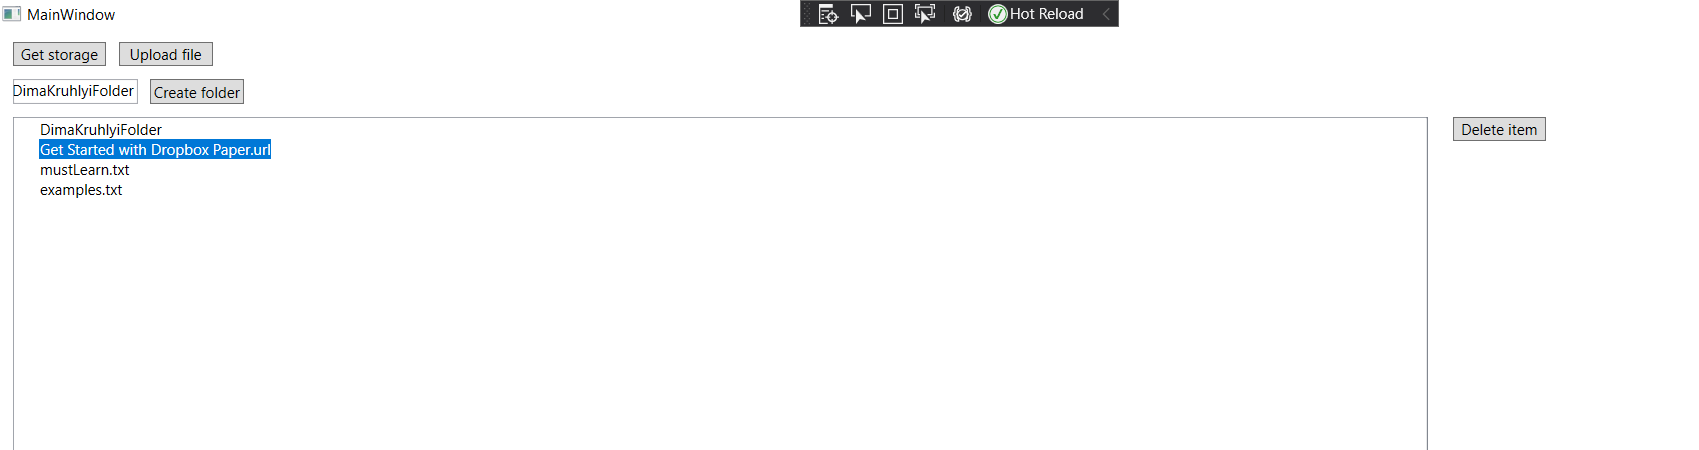 MainWindow
Hot Reload
Get storage
Upload file
DimaKruhlyiFolder
Create folder
DimaKruhlyiFolder
Get Started with Dropbox Paper.url
mustLearn.txt
examples.txt
Delete item